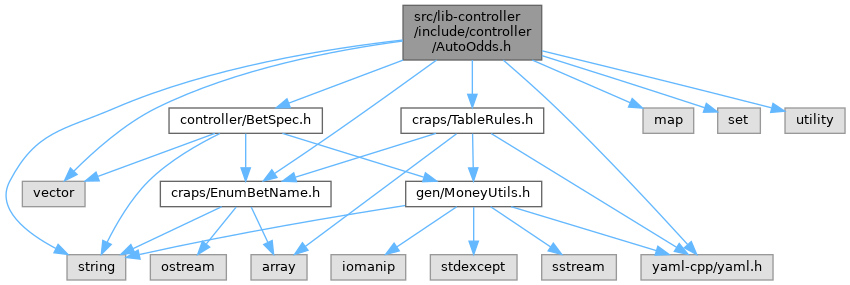 src/lib-controller
/include/controller
/AutoOdds.h
controller/BetSpec.h
craps/TableRules.h
map
set
utility
vector
craps/EnumBetName.h
gen/MoneyUtils.h
string
ostream
array
iomanip
stdexcept
sstream
yaml-cpp/yaml.h